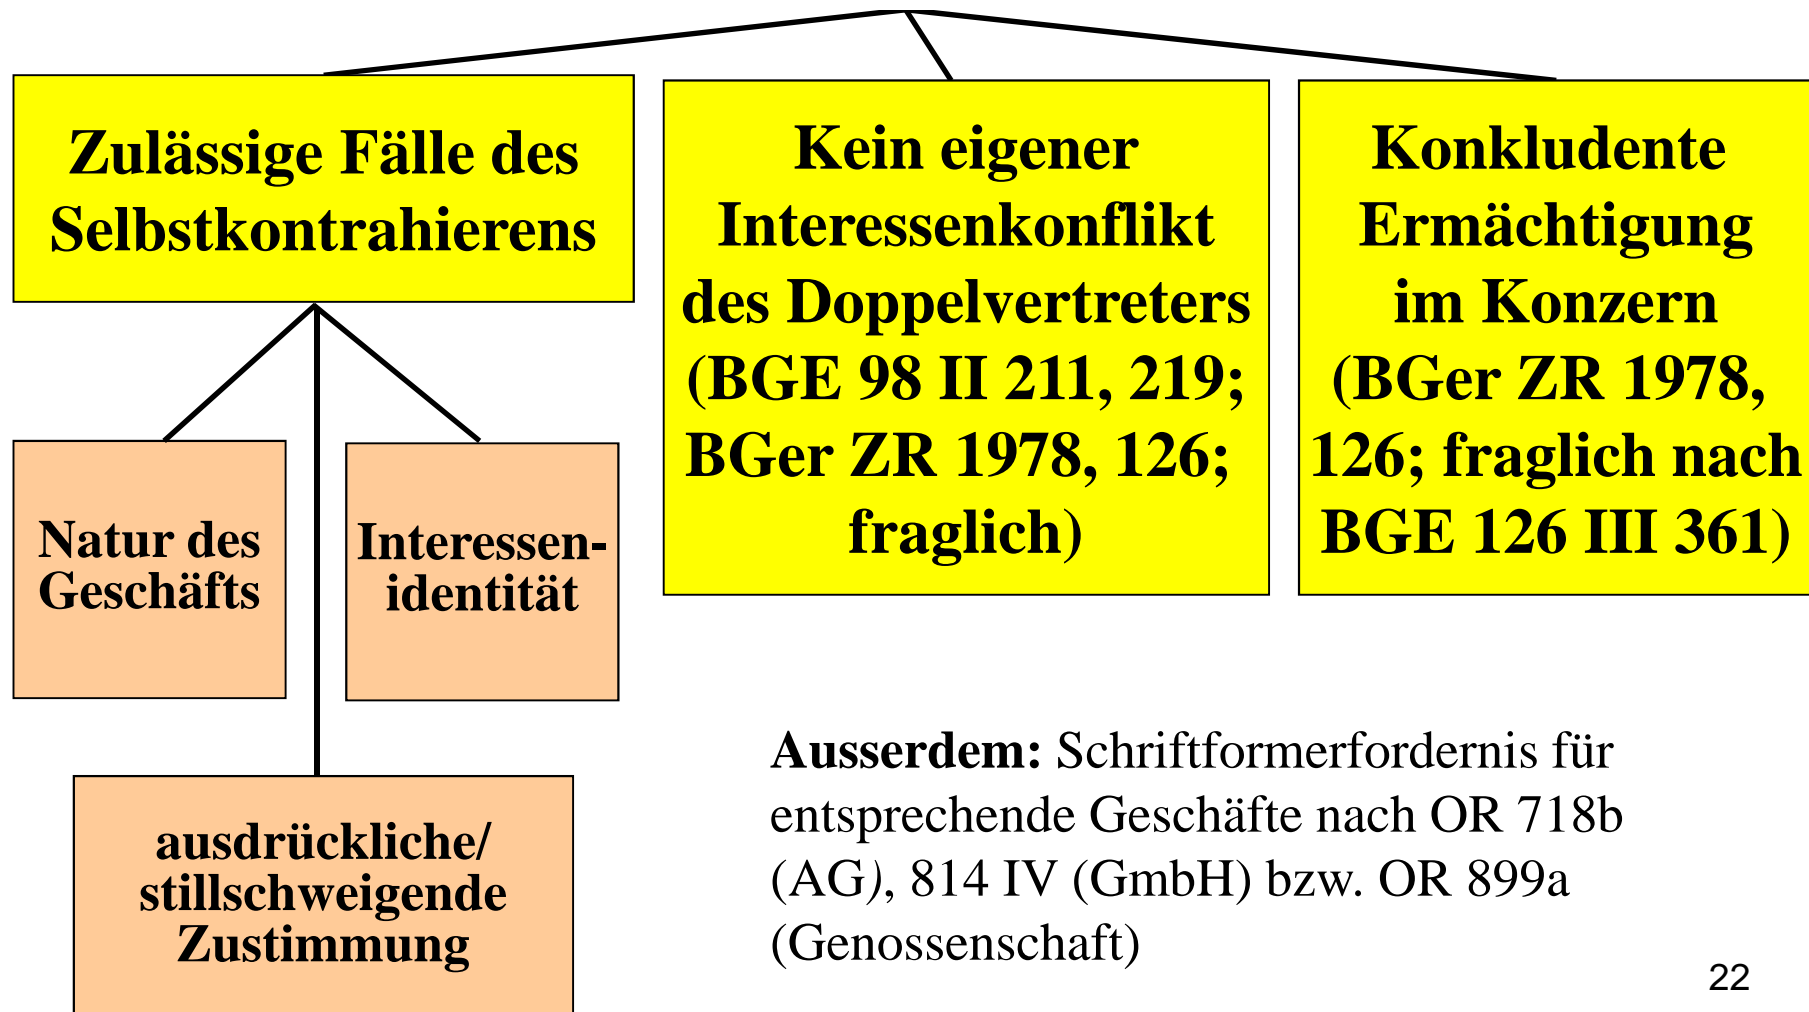 Zulässige Fälle des
Selbstkontrahierens
Kein eigener
Interessenkonflikt
des Doppelvertreters
(BGE 98 II 211, 219;
BGer ZR 1978, 126;
fraglich)
Konkludente
Ermächtigung
im Konzern
(BGer ZR 1978,
126; fraglich nach
BGE 126 III 361)
Natur des
Geschäfts
Interessen-
identität
ausdrückliche/
stillschweigende
Zustimmung
Ausserdem: Schriftformerfordernis für
entsprechende Geschäfte nach OR 718b
(AG), 814 IV (GmbH) bzw. OR 899a
(Genossenschaft)
22